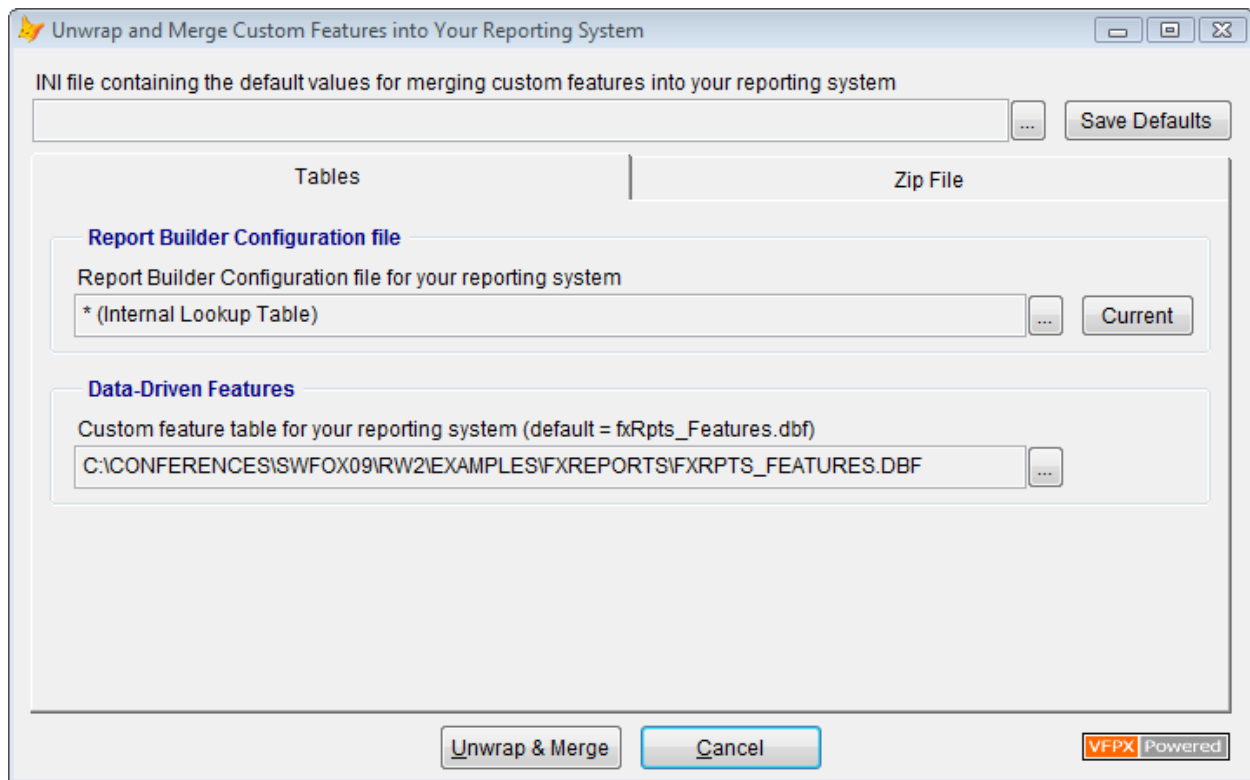 Unwrap and Merge Custom Features into Your Reporting System
INI file containing the default values for merging custom features into your reporting system
... Save Defaults
Tables Zip File
Report Builder Configuration file
Report Builder Configuration file for your reporting system
* (Internal Lookup Table) ... Current
Data-Driven Features
Custom feature table for your reporting system (default = fxRpts_Features.dbf)
C:\CONFERENCES\SWFOX09\RW2\EXAMPLES\FXREPORTS\FXRPTS_FEATURES.DBF ...
Unwrap & Merge Cancel VFPX Powered